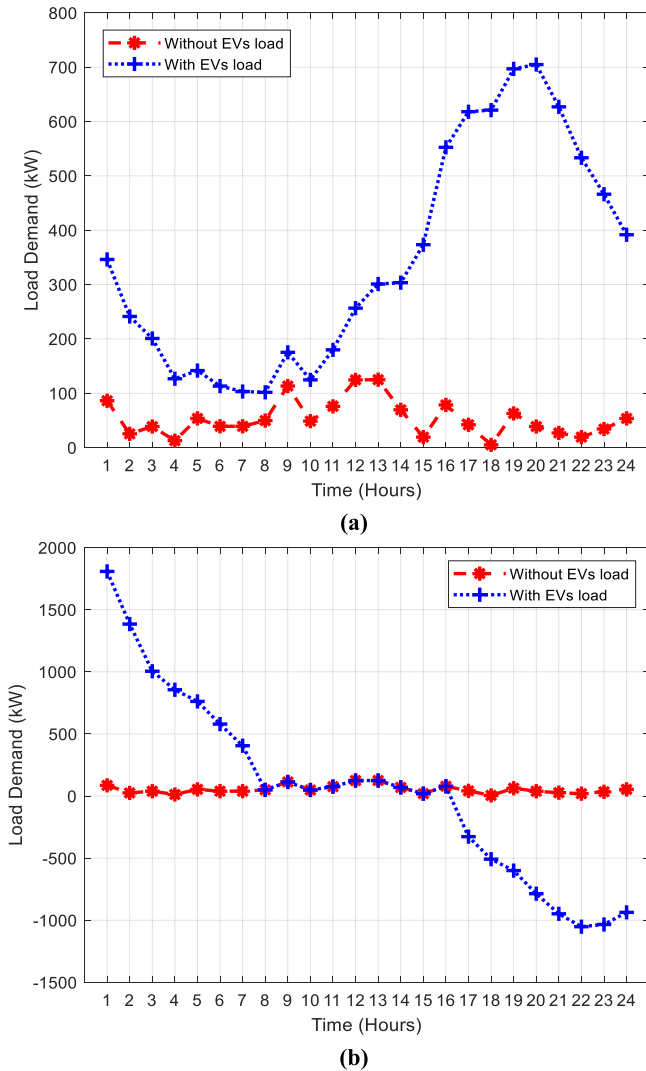 800
700
600
500
400
300
200
100
0
Load Demand (kW)
Without EVs load
With EVs load
1 2 3 4 5 6 7 8 9 10 11 12 13 14 15 16 17 18 19 20 21 22 23 24
Time (Hours)
(a)
2000
1500
1000
500
0
-500
-1000
-1500
Load Demand (kW)
Without EVs load
With EVs load
1 2 3 4 5 6 7 8 9 10 11 12 13 14 15 16 17 18 19 20 21 22 23 24
Time (Hours)
(b)